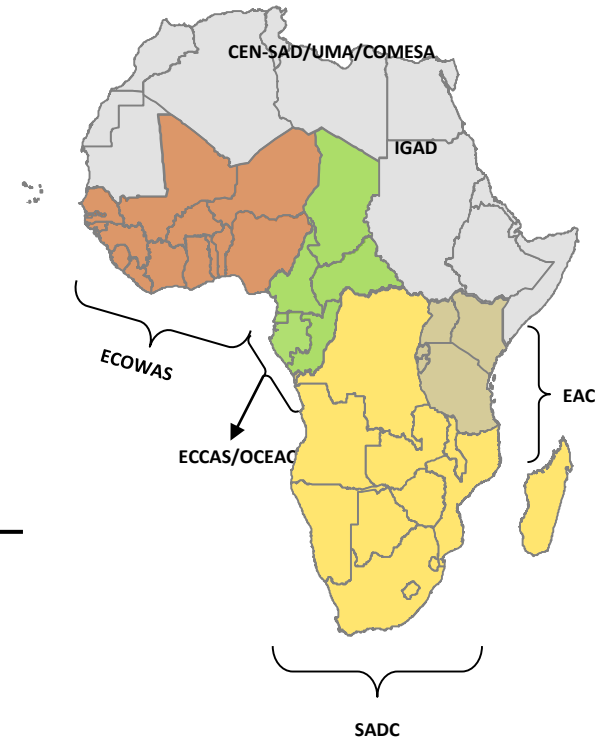 CEN-SAD/UMA/COMESA
IGAD
ECOWAS
EAC
ECCAS/OCEAC
SADC